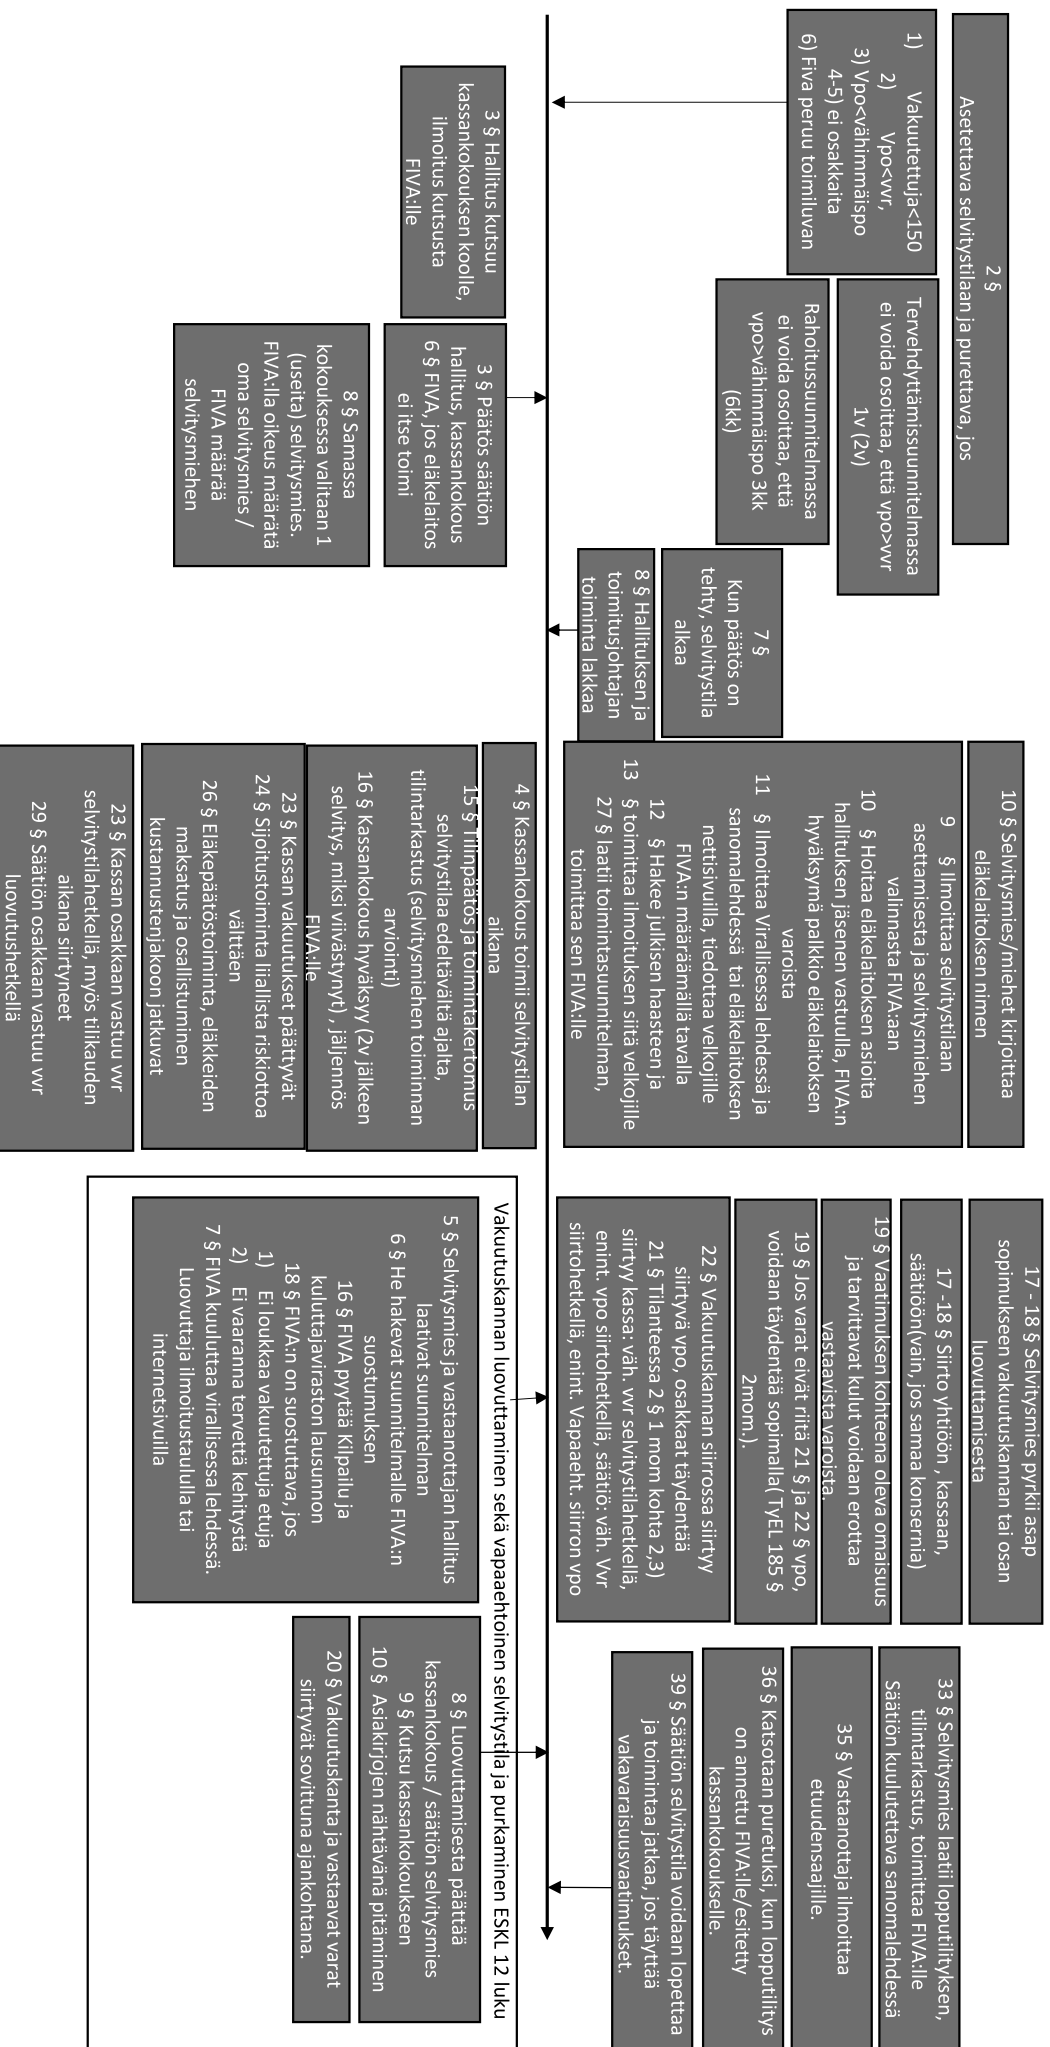 2 §
Asetettava selvitystilaan ja purettava, jos
1) Vakuutettuja<150
2) Vpo<vvr,
3) Vpo<vähimmäispo
4-5) ei osakkaita
6) Fiva peruu toimiluvan
Tervehdyttämissuunnitelmassa
ei voida osoittaa, että vpo>vvr
1v (2v)
Rahoitussuunnitelmassa
ei voida osoittaa, että
vpo>vähimmäispo 3kk
(6kk)
3 § Hallitus kutsuu
kassankokouksen koolle,
ilmoitus kutsusta
FIVA:lle
3 § Päätös säätiön
hallitus, kassankokous
6 § FIVA, jos eläkelaitos
ei itse toimi
8 § Samassa
kokouksessa valitaan 1
(useita) selvitysmies.
FIVA:lla oikeus määrätä
oma selvitysmies /
FIVA määrää
selvitysmiehen
7 §
Kun päätös on
tehty, selvitystila
alkaa
8 § Hallituksen ja
toimitusjohtajan
toiminta lakkaa
10 § Selvitysmies/miehet kirjoittaa
eläkelaitoksen nimen
9 § Ilmoittaa selvitystilaan
asettamisesta ja selvitysmiehen
valinnasta FIVA:aan
10 § Hoitaa eläkelaitoksen asioita
hallituksen jäsenen vastuulla, FIVA:n
hyväksymä palkkio eläkelaitoksen
varoista
11 § Ilmoittaa Virallisessa lehdessä ja
sanomalehdessä tai eläkelaitoksen
nettisivuilla, tiedottaa velkojille
FIVA:n määräämällä tavalla
12 § Hakee julkisen haasteen ja
13 § toimittaa ilmoituksen siitä velkojille
27 § laatii toimintasuunnitelman,
toimittaa sen FIVA:lle
4 § Kassankokous toimii selvitystilan
aikana
15 § Tilinpäätös ja toimintakertomus
selvitystilaa edeltävältä ajalta,
tilintarkastus (selvitysmiehen toiminnan
arviointi)
16 § Kassankokous hyväksyy (2v jälkeen
selvitys, miksi viivästynyt) , jäljennös
FIVA:lle
23 § Kassan vakuutukset päättyvät
24 § Sijoitustoiminta liiallista riskiottoa
välttäen
26 § Eläkepäätöstoiminta, eläkkeiden
maksatus ja osallistuminen
kustannustenjakoon jatkuvat
23 § Kassan osakkaan vastuu vvr
selvitystilahetkellä, myös tilikauden
aikana siirtyneet
29 § Säätiön osakkaan vastuu vvr
luovutushetkellä
17 - 18 § Selvitysmies pyrkii asap
sopimukseen vakuutuskannan tai osan
luovuttamisesta
17 -18 § Siirto yhtiöön , kassaan,
säätiöön(vain, jos samaa konsernia)
19 § Vaatimuksen kohteena oleva omaisuus
ja tarvittavat kulut voidaan erottaa
vastaavista varoista.
19 § Jos varat eivät riitä 21 § ja 22 § vpo,
voidaan täydentää sopimalla( TyEL 185 §
2mom.).
22 § Vakuutuskannan siirrossa siirtyy
siirtyvä vpo, osakkaat täydentää
21 § Tilanteessa 2 § 1 mom kohta 2,3)
siirtyy kassa: väh. vvr selvitystilahetkellä,
enint. vpo siirtohetkellä, säätiö: väh. Vvr
siirtohetkellä, enint. Vapaaeht. siirron vpo
Vakuutuskannan luovuttaminen sekä vapaaehtoinen selvitystila ja purkaminen ESKL 12 luku
5 § Selvitysmies ja vastaanottajan hallitus
laativat suunnitelman
6 § He hakevat suunnitelmalle FIVA:n
suostumuksen
16 § FIVA pyytää Kilpailu ja
kuluttajaviraston lausunnon
18 § FIVA:n on suostuttava, jos
1) Ei loukkaa vakuutettuja etuja
2) Ei vaaranna tervettä kehitystä
7 § FIVA kuuluttaa virallisessa lehdessä.
Luovuttaja ilmoitustaululla tai
internetsivuilla
8 § Luovuttamisesta päättää
kassankokous / säätiön selvitysmies
9 § Kutsu kassankokoukseen
10 § Asiakirjojen nähtävänä pitäminen
20 § Vakuutuskanta ja vastaavat varat
siirtyvät sovittuna ajankohtana.
33 § Selvitysmies laatii lopputilityksen,
tilintarkastus, toimittaa FIVA:lle
Säätiön kuulutettava sanomalehdessä
35 § Vastaanottaja ilmoittaa
etuudensaajille.
36 § Katsotaan puretuksi, kun lopputilitys
on annettu FIVA:lle/esitetty
kassankokoukselle.
39 § Säätiön selvitystila voidaan lopettaa
ja toimintaa jatkaa, jos täyttää
vakavaraisuusvaatimukset.